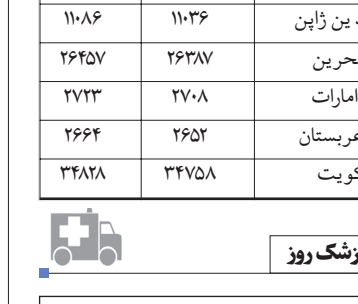 ین ژاپن ۱۱۰۳۶ ۱۱۰۸۶
حرین ۲۶۳۸۷ ۲۶۴۵۷
امارات ۲۷۰۸ ۲۷۲۳
عربستان ۲۶۵۲ ۲۶۶۴
کویت ۳۴۷۵۸ ۳۴۸۲۸
زشک روز